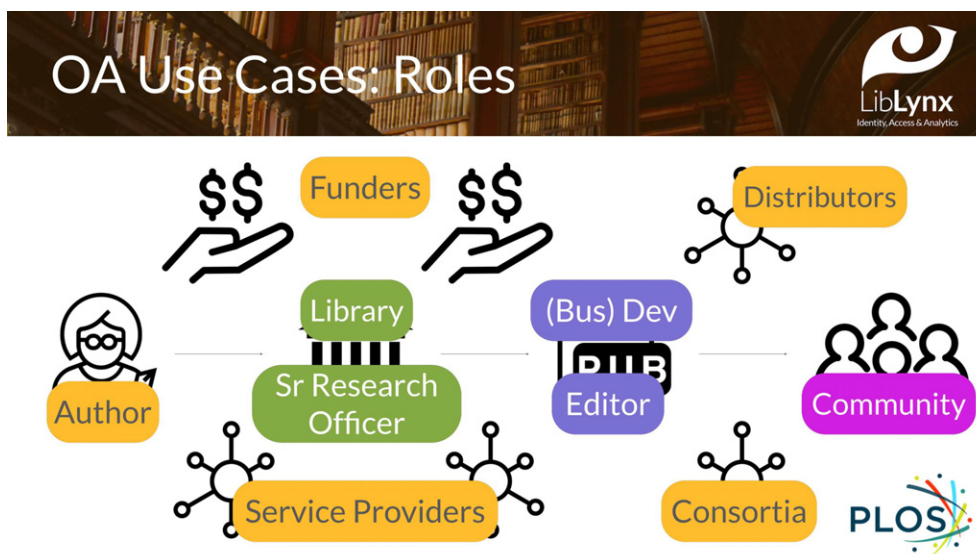 OA Use Cases: Roles
LibLynx
Identity, Access & Analytics
$$
Funders
$$
Distributors
Library
(Bus) Dev
PUB
Author
Sr Research
Officer
Editor
Community
Service Providers
Consortia
PLOS